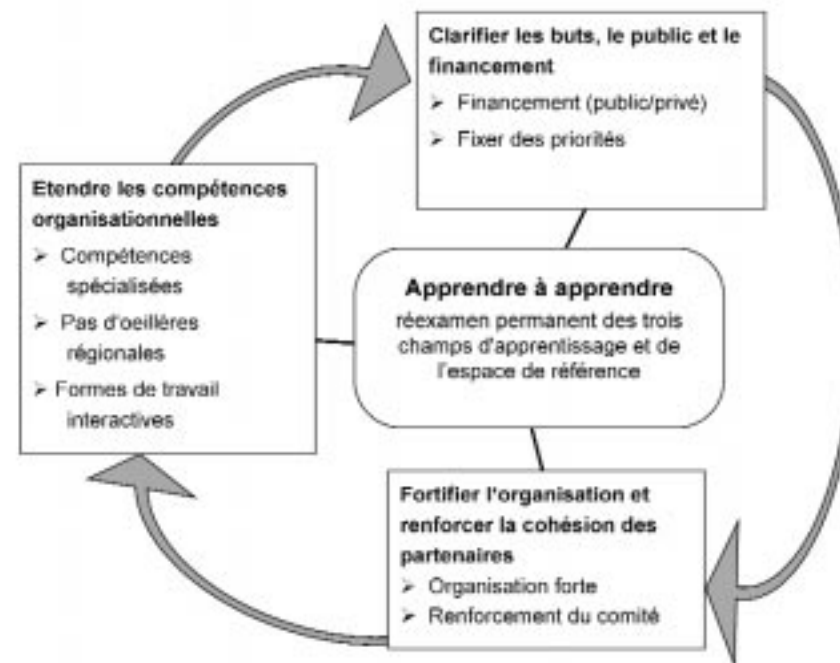 Clarifier les buts, le public et le
financement
➢ Financement (public/privé)
➢ Fixer des priorités
Etendre les compétences
organisationnelles
➢ Compétences
spécialisées
➢ Pas d'oeillères
régionales
➢ Formes de travail
interactives
Apprendre à apprendre
réexamen permanent des trois
champs d'apprentissage et de
l'espace de référence
Fortifier l'organisation et
renforcer la cohésion des
partenaires
➢ Organisation forte
➢ Renforcement du comité